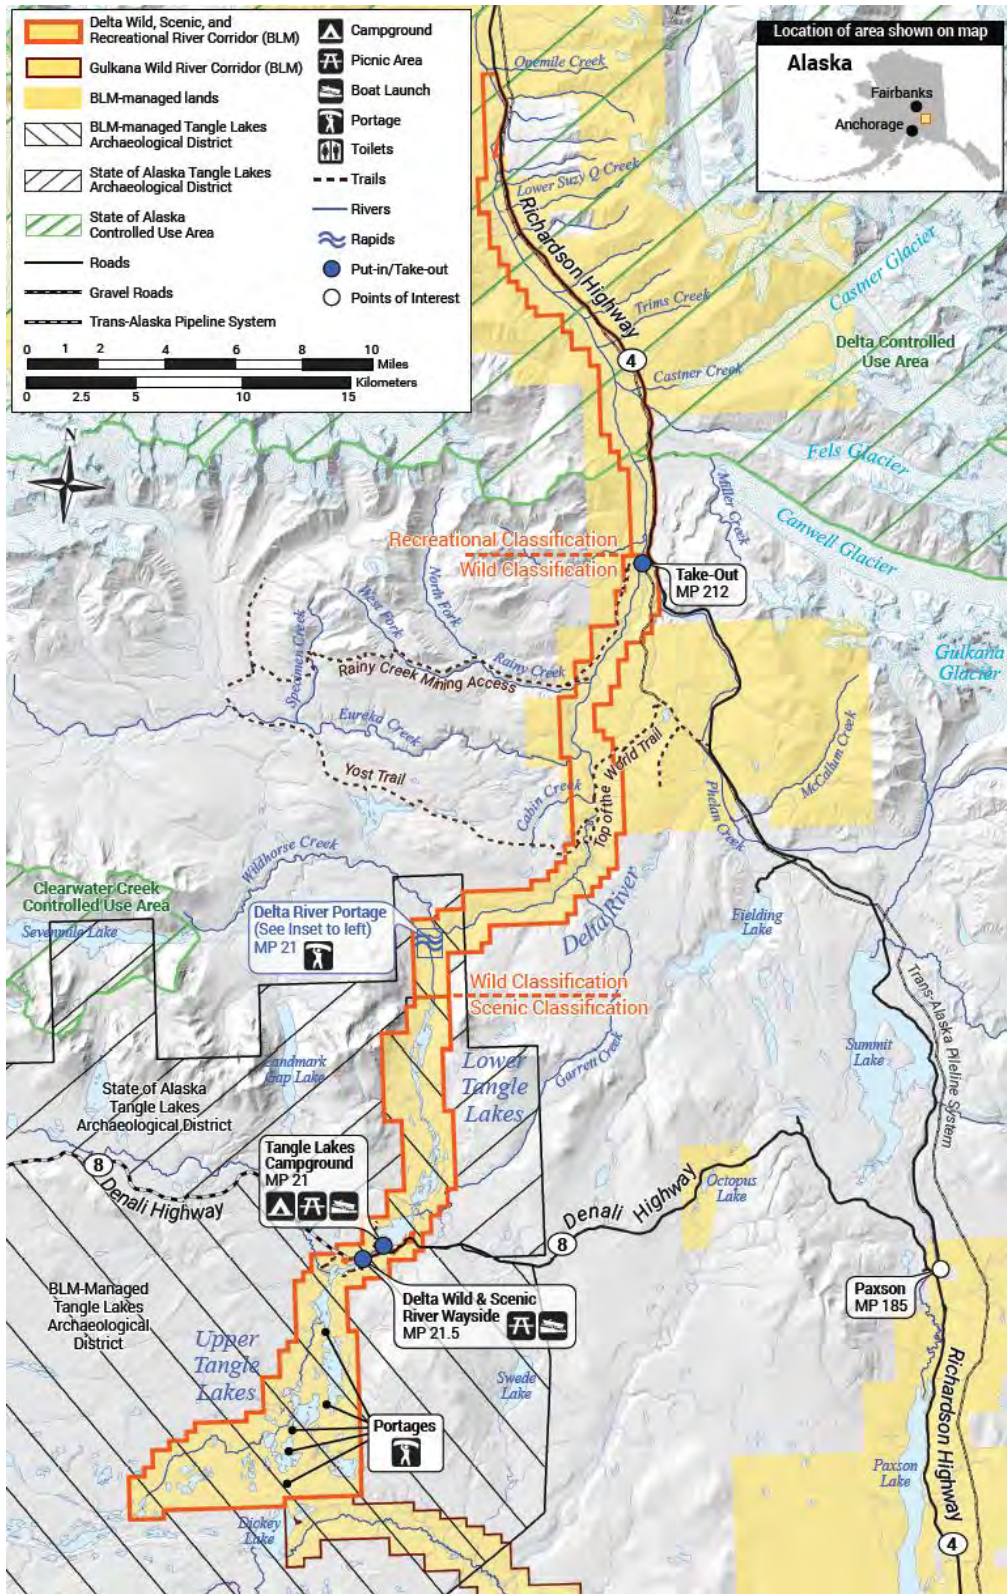 Delta Wild, Scenic, and
Recreational River Corridor (BLM)
Gulkana Wild River Corridor (BLM)
BLM-managed lands
BLM-managed Tangle Lakes
Archaeological District
State of Alaska Tangle Lakes
Archaeological District
State of Alaska
Controlled Use Area
Roads
Gravel Roads
Trans-Alaska Pipeline System
Campground
Picnic Area
Boat Launch
Portage
Toilets
Trails
Rivers
Rapids
Put-in/Take-out
Points of Interest
0 1 2 4 6 8 10
Miles
Kilometers
0 2.5 5 10 15
Location of area shown on map
Alaska
Fairbanks
Anchorage
N
Onemile Creek
Lower Suzy Q Creek
Richardson Highway
Trims Creek
Castner Glacier
4
Delta Controlled
Use Area
Castner Creek
Fels Glacier
Miller Creek
Canwell Glacier
Recreational Classification
Wild Classification
Take-Out
MP 212
North Fork
West Fork
Specimen Creek
Rainy Creek
Rainy Creek Mining Access
Gulkana
Glacier
Eureka Creek
Yost Trail
Cabin Creek
Top of the World Trail
Phelan Creek
McCallum Creek
Wildhorse Creek
Clearwater Creek
Controlled Use Area
Sevenmile Lake
Delta River Portage
(See Inset to left)
MP 21
Delta River
Fielding
Lake
Wild Classification
Scenic Classification
Trans-Alaska Pileline System
Summit
Lake
Landmark
Gap Lake
Lower
Tangle
Lakes
Garrett Creek
State of Alaska
Tangle Lakes
Archaeological District
8
Denali Highway
Tangle Lakes
Campground
MP 21
Denali Highway
8
Octopus
Lake
BLM-Managed
Tangle Lakes
Archaeological
District
Delta Wild & Scenic
River Wayside
MP 21.5
Paxson
MP 185
Upper
Tangle
Lakes
Swede
Lake
Portages
Richardson Highway
Paxson
Lake
Dickey
Lake
4